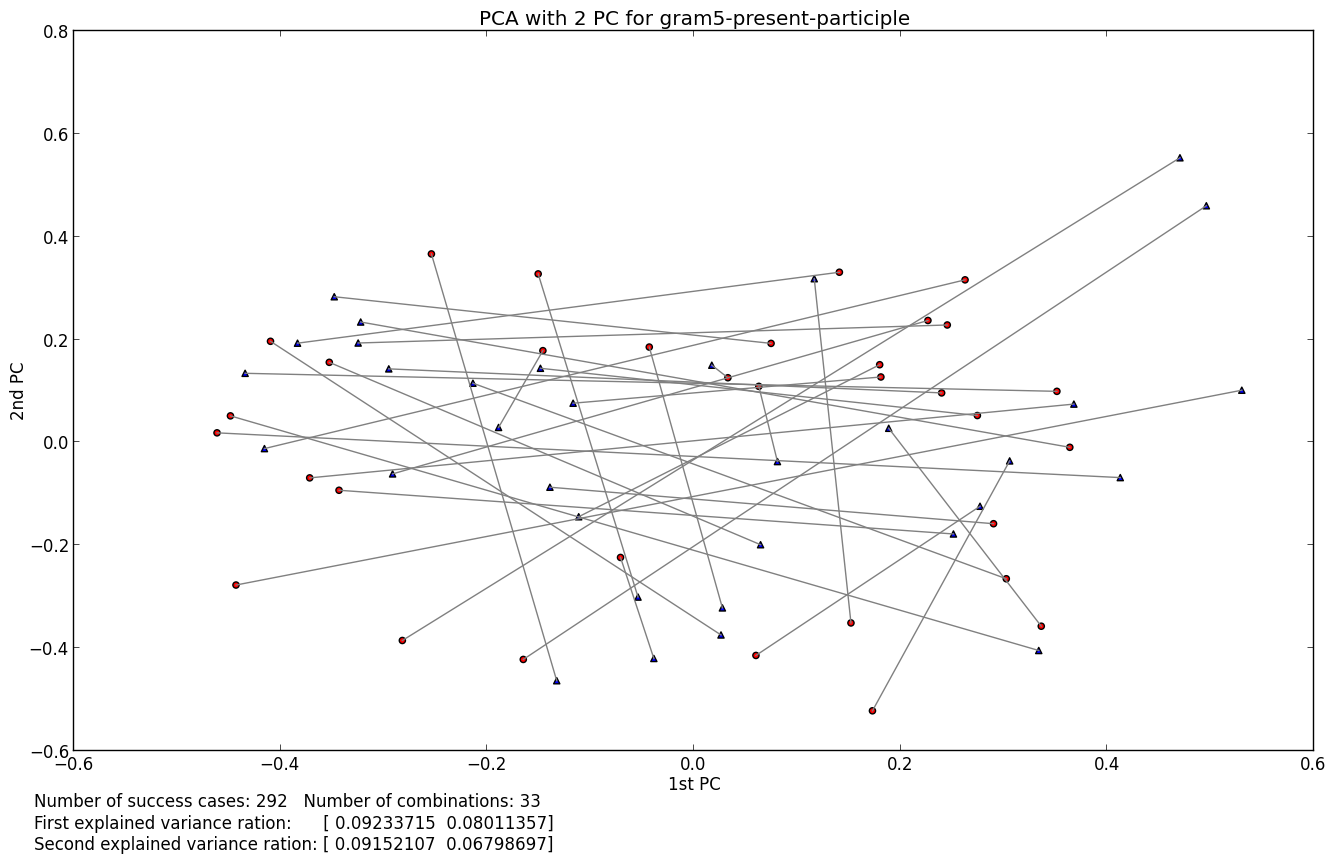 PCA with 2 PC for gram5-present-participle
0.8
0.6
0.4
0.2
0.0
−0.2
−0.4
−0.6
2nd PC
−0.6 −0.4 −0.2 0.0 0.2 0.4 0.6
1st PC
Number of success cases: 292 Number of combinations: 33
First explained variance ration: [ 0.09233715 0.08011357]
Second explained variance ration: [ 0.09152107 0.06798697]